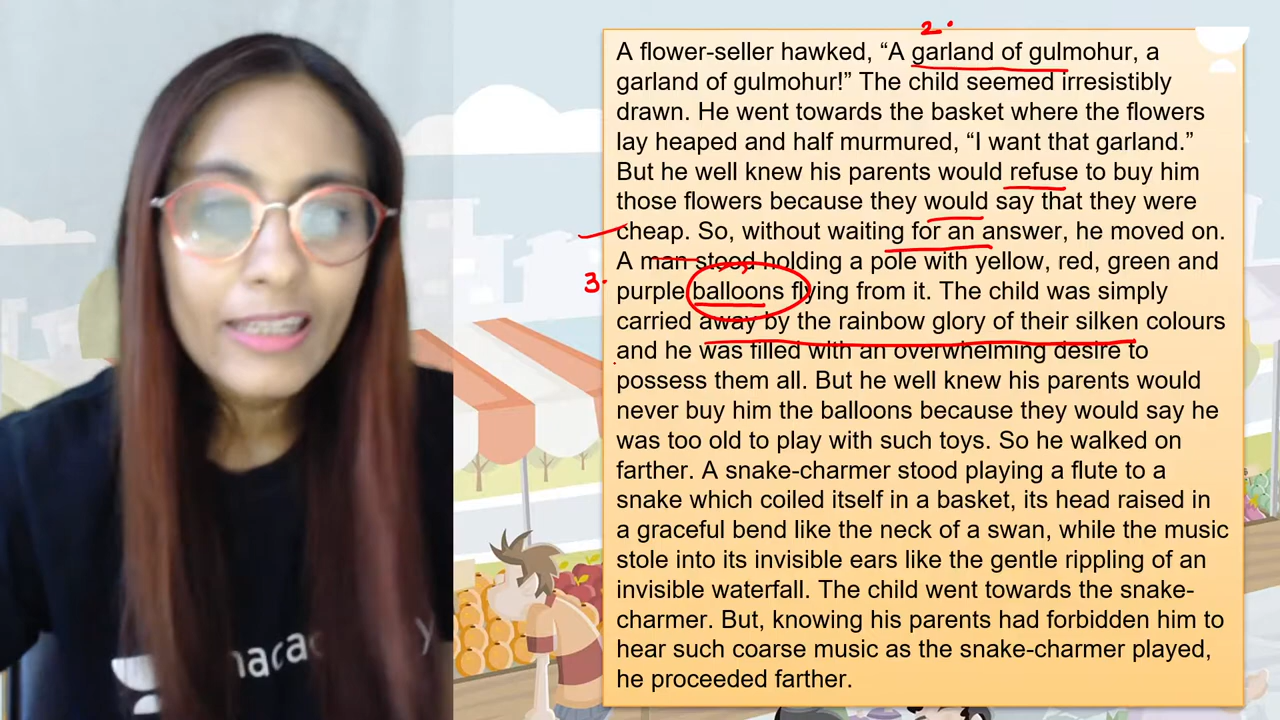 2.
A flower-seller hawked, “A garland of gulmohur, a
garland of gulmohur!” The child seemed irresistibly
drawn. He went towards the basket where the flowers
lay heaped and half murmured, “I want that garland.”
But he well knew his parents would refuse to buy him
those flowers because they would say that they were
cheap. So, without waiting for an answer, he moved on.
A man stood holding a pole with yellow, red, green and
3.
purple balloons flying from it. The child was simply
carried away by the rainbow glory of their silken colours
and he was filled with an overwhelming desire to
possess them all. But he well knew his parents would
never buy him the balloons because they would say he
was too old to play with such toys. So he walked on
farther. A snake-charmer stood playing a flute to a
snake which coiled itself in a basket, its head raised in
a graceful bend like the neck of a swan, while the music
stole into its invisible ears like the gentle rippling of an
invisible waterfall. The child went towards the snake-
charmer. But, knowing his parents had forbidden him to
hear such coarse music as the snake-charmer played,
he proceeded farther.